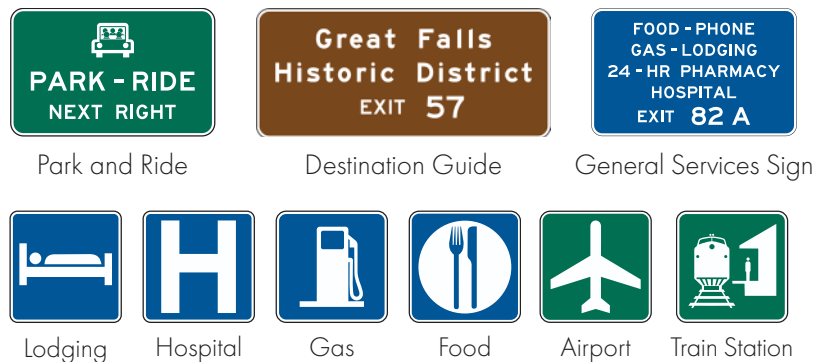 PARK - RIDE
NEXT RIGHT
Great Falls
Historic District
EXIT 57
FOOD - PHONE
GAS - LODGING
24 - HR PHARMACY
HOSPITAL
EXIT 82 A
Park and Ride
Destination Guide
General Services Sign
H
Lodging
Hospital
Gas
Food
Airport
Train Station